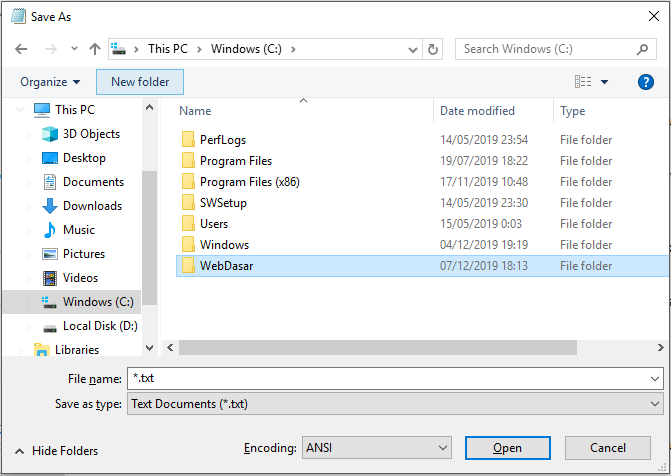 Save As
This PC > Windows (C:) >
Search Windows (C:)
Organize
New folder
?
This PC
3D Objects
Desktop
Documents
Downloads
Music
Pictures
Videos
Windows (C:)
Local Disk (D:)
Libraries
Name Date modified Type
PerfLogs 14/05/2019 23:54 File folder
Program Files 19/07/2019 18:22 File folder
Program Files (x86) 17/11/2019 10:48 File folder
SWSetup 14/05/2019 23:30 File folder
Users 15/05/2019 0:03 File folder
Windows 04/12/2019 19:19 File folder
WebDasar 07/12/2019 18:13 File folder
File name: *.txt
Save as type: Text Documents (*.txt)
Hide Folders
Encoding: ANSI
Open
Cancel